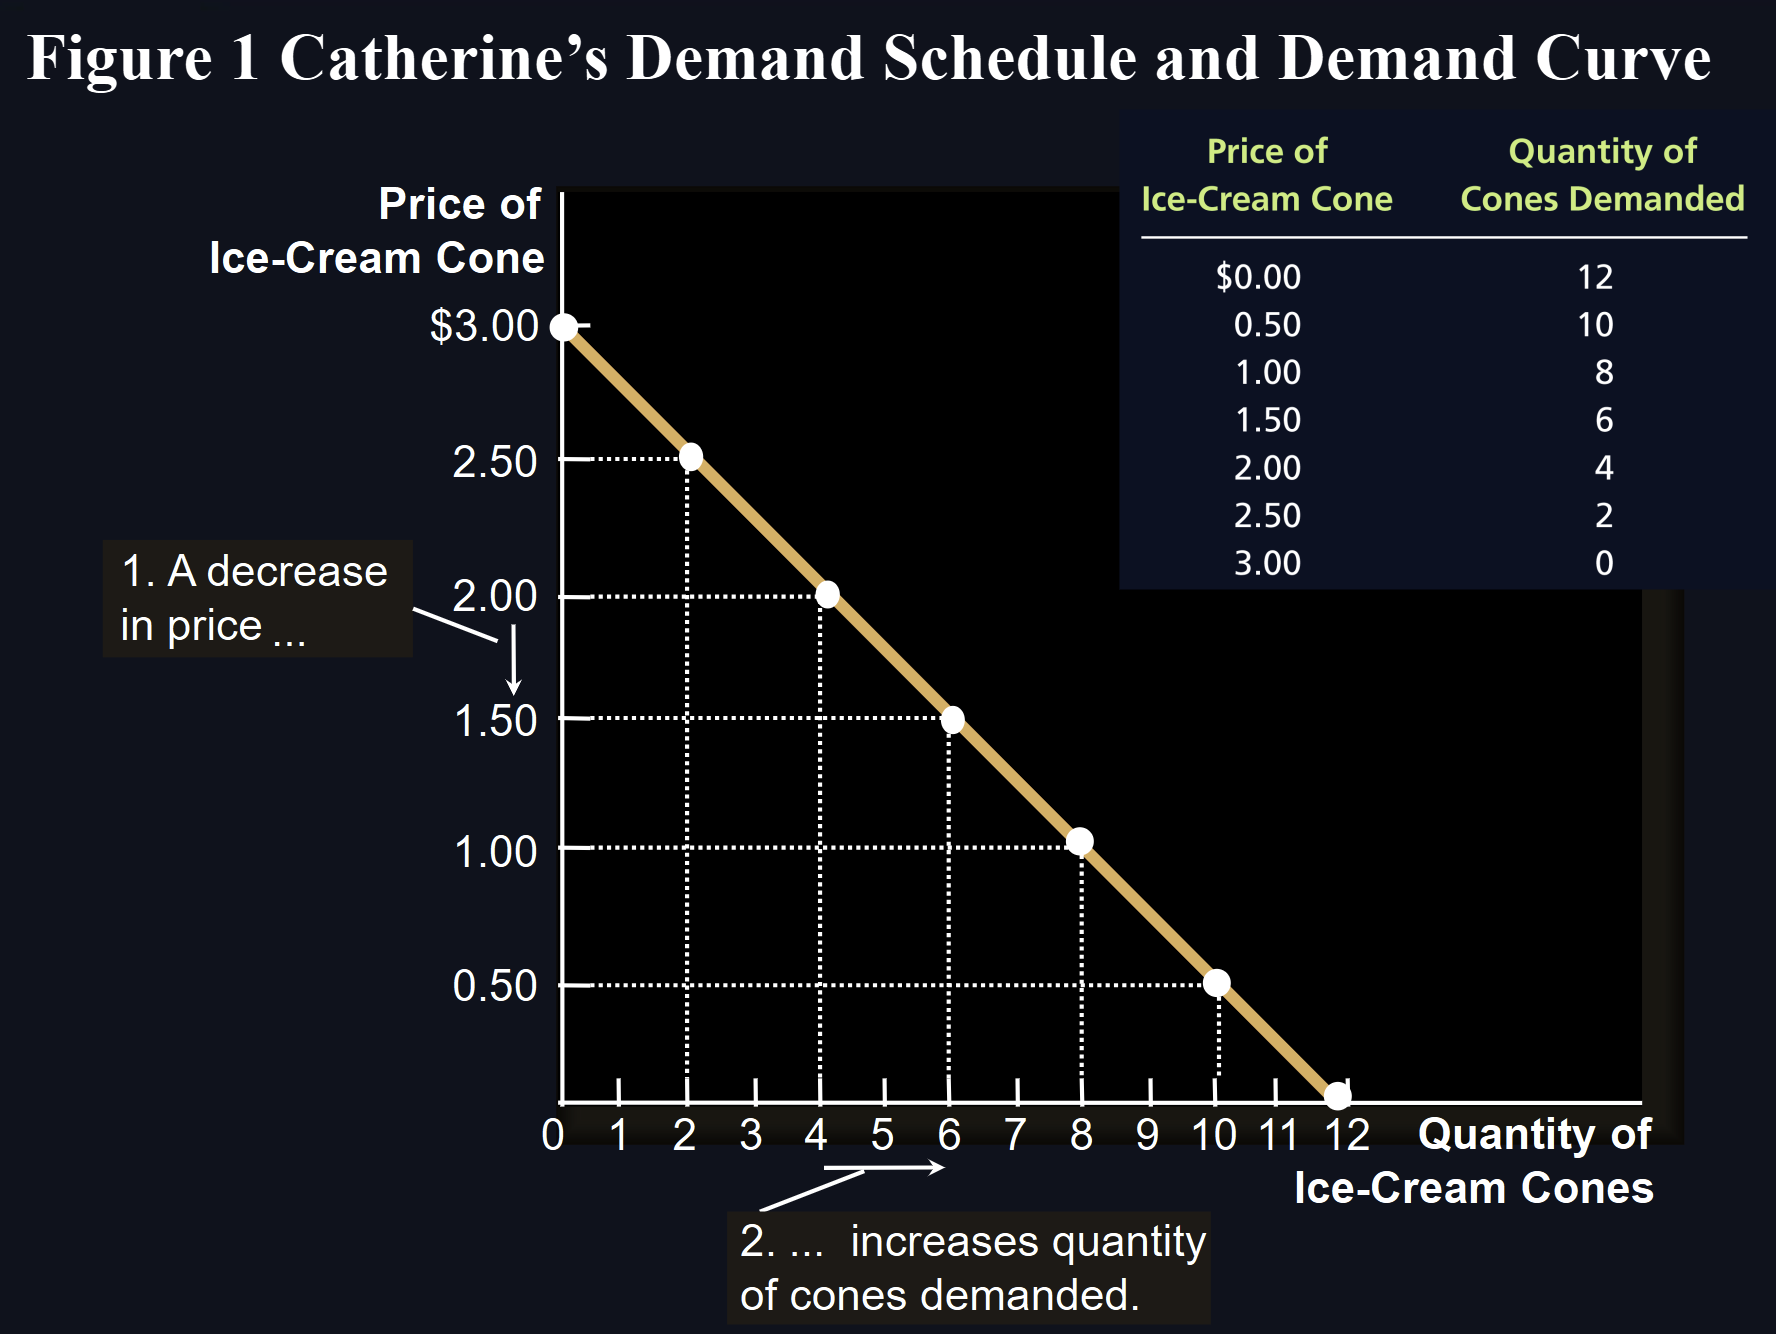 Figure 1 Catherine’s Demand Schedule and Demand Curve
Price of
Ice-Cream Cone
Quantity of
Cones Demanded
$0.00 12
0.50 10
1.00 8
1.50 6
2.00 4
2.50 2
3.00 0
Price of
Ice-Cream Cone
$3.00
2.50
2.00
1.50
1.00
0.50
1. A decrease
in price ...
0 1 2 3 4 5 6 7 8 9 10 11 12
Quantity of
Ice-Cream Cones
2. ... increases quantity
of cones demanded.